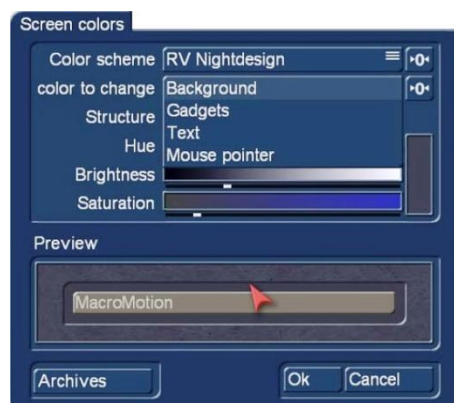 Screen colors
Color scheme RV Nightdesign
color to change Background
Structure Gadgets
Text
Hue Mouse pointer
Brightness
Saturation
Preview
MacroMotion
Archives Ok Cancel